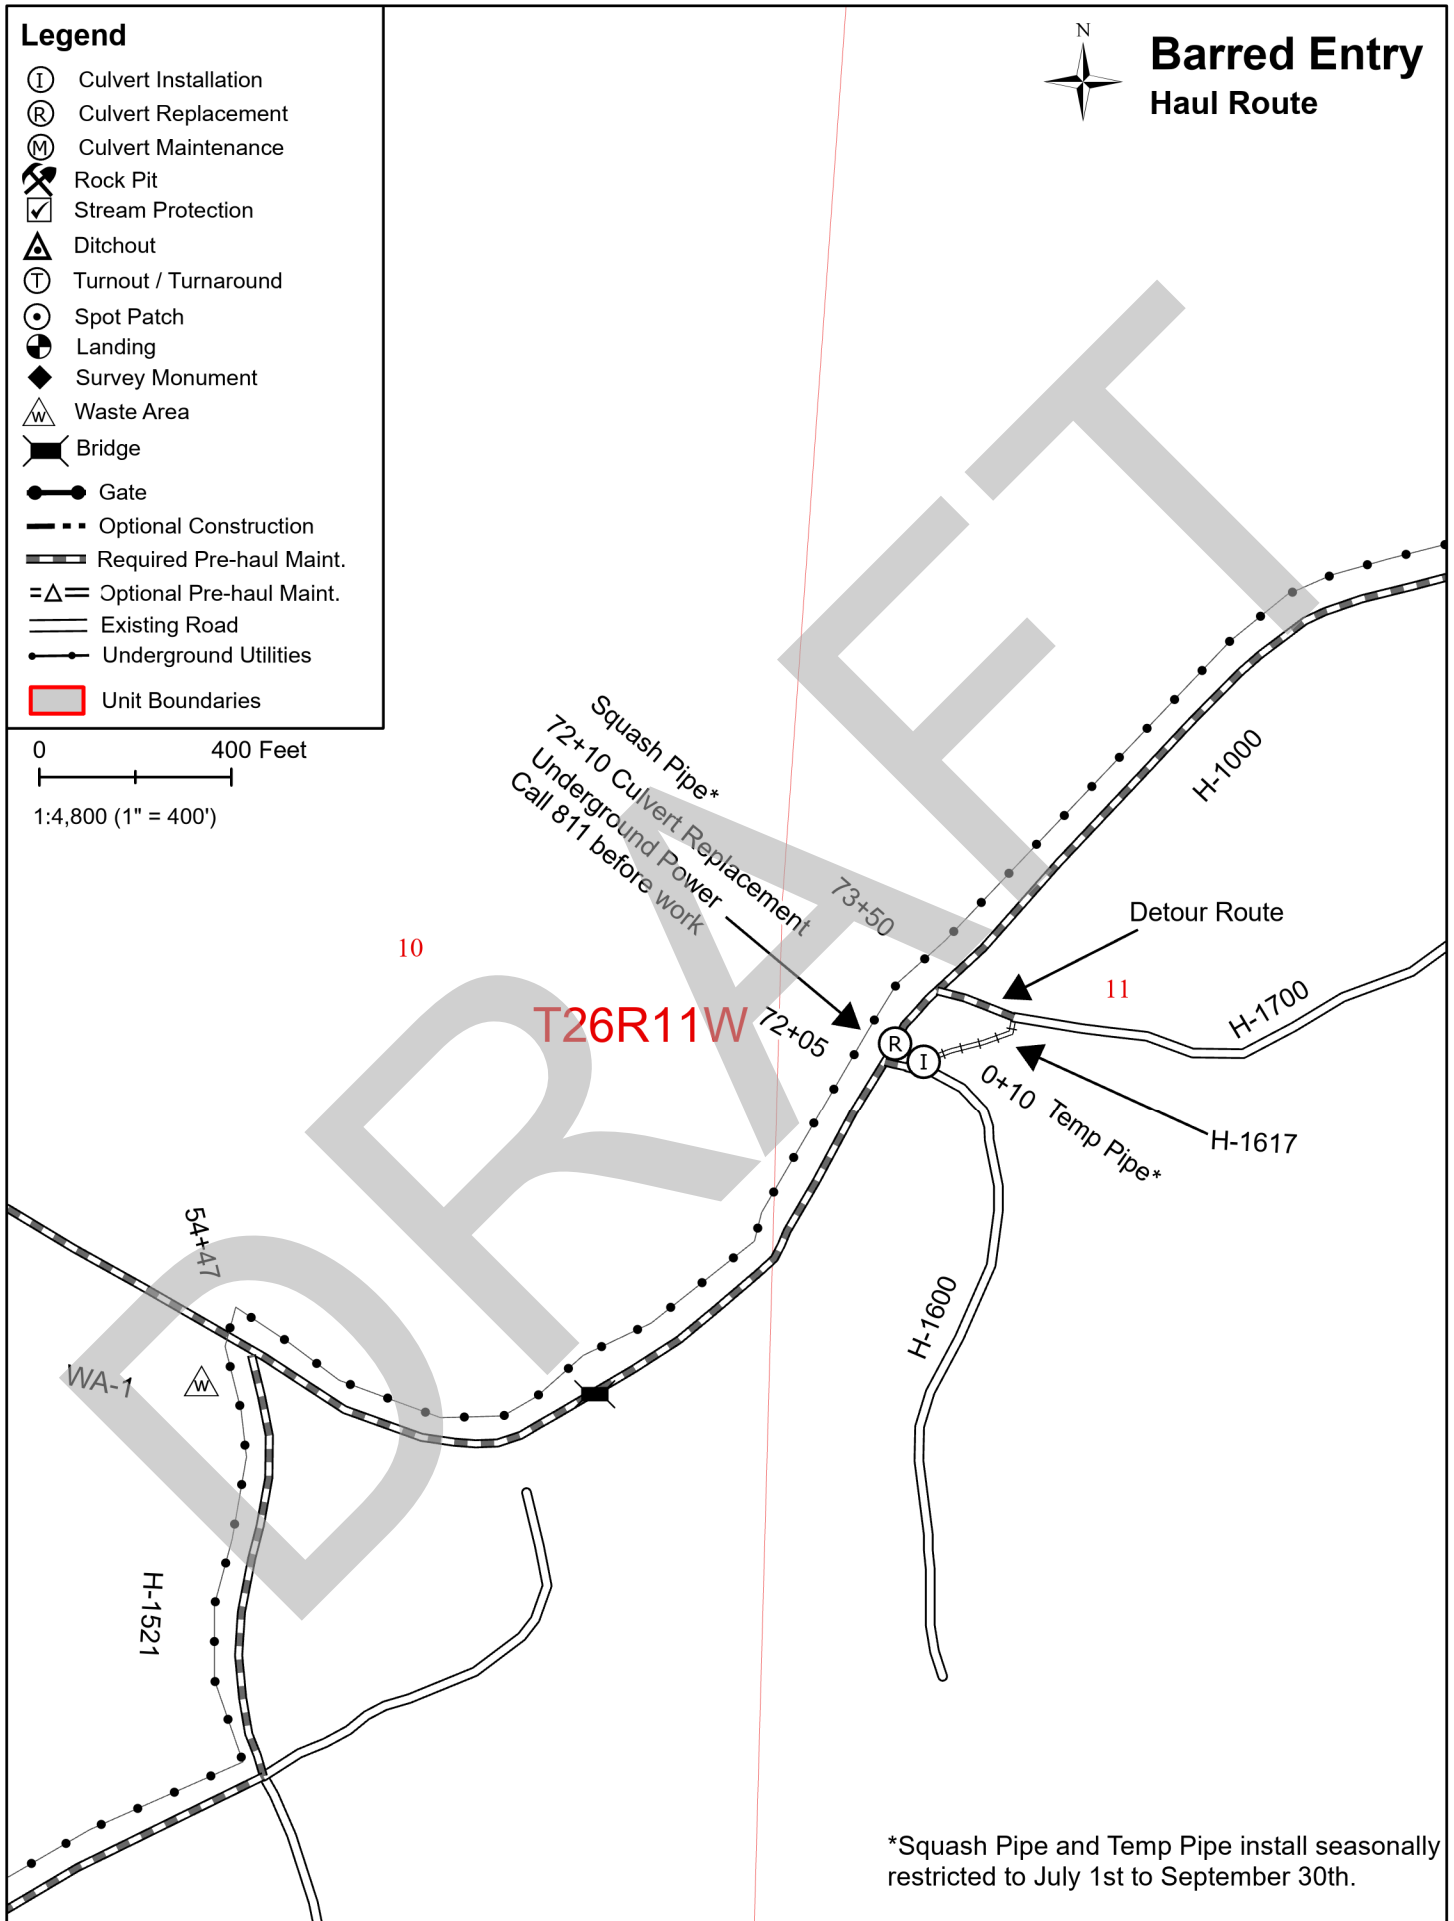 Legend
I Culvert Installation
R Culvert Replacement
M Culvert Maintenance
Rock Pit
Stream Protection
Ditchout
T Turnout / Turnaround
Spot Patch
Landing
Survey Monument
W Waste Area
Bridge
Gate
Optional Construction
Required Pre-haul Maint.
Optional Pre-haul Maint.
Existing Road
Underground Utilities
Unit Boundaries
0 400 Feet
1:4,800 (1" = 400')
N
Barred Entry
Haul Route
Squash Pipe*
72+10 Culvert Replacement
Underground Power
Call 811 before work
73+50
H-1000
Detour Route
10
11
T26R11W
72+05
H-1700
R
I
0+10 Temp Pipe*
H-1617
54+47
WA-1
W
H-1600
H-1521
DRAFT
*Squash Pipe and Temp Pipe install seasonally
restricted to July 1st to September 30th.